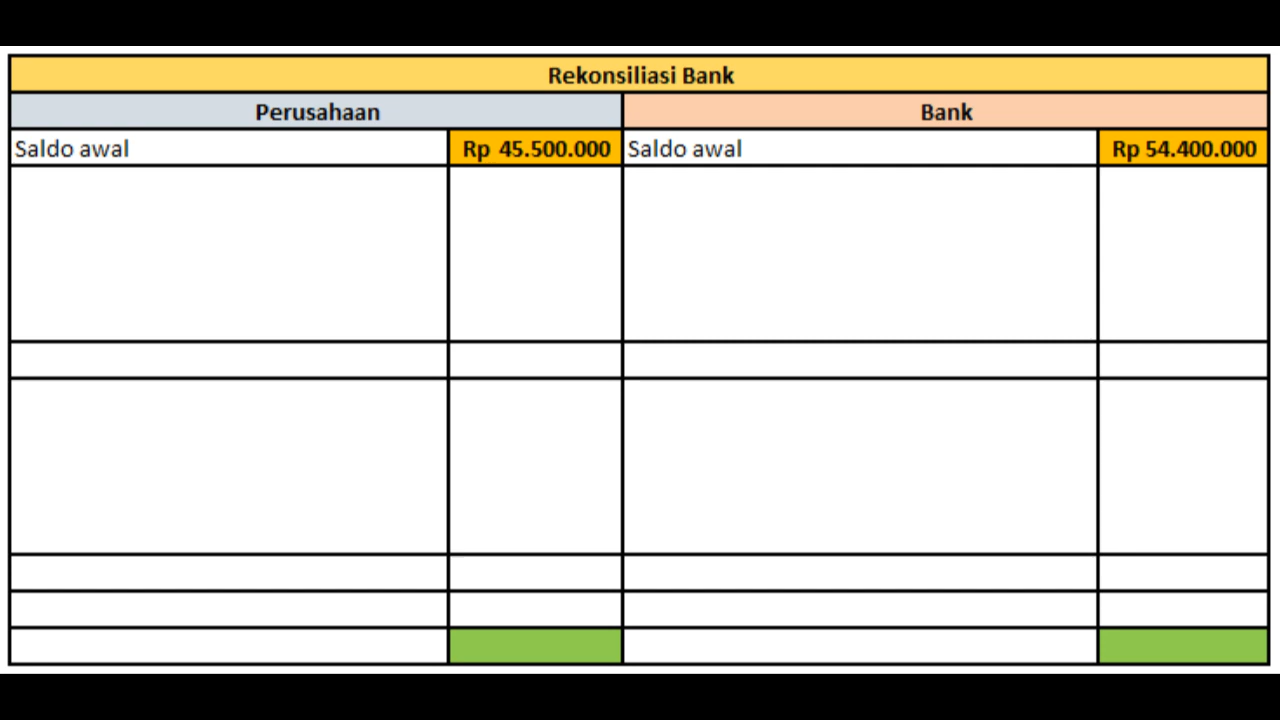 Rekonsiliasi Bank
Perusahaan Bank
Saldo awal Rp 45.500.000 Saldo awal Rp 54.400.000